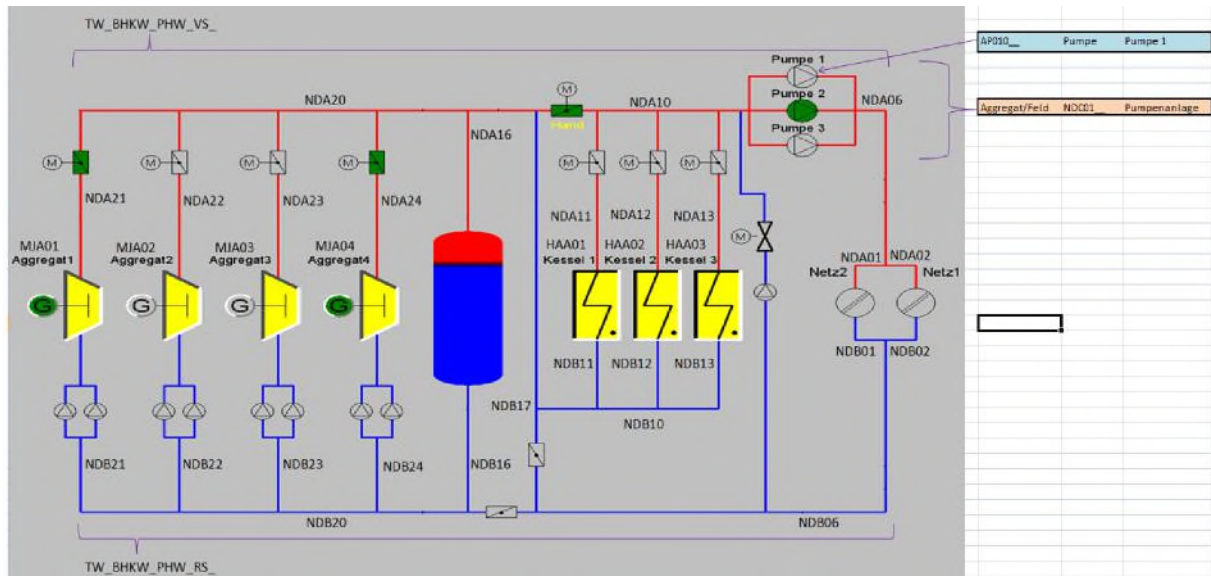 TW_BHKW_PHW_VS_
AP010__ Pumpe Pumpe 1
Pumpe 1
M
NDA20
NDA10
Pumpe 2
NDA06
Aggregat/Feld NDC01__ Pumpenanlage
Hand
NDA16
Pumpe 3
M M M M M M M
NDA21 NDA22 NDA23 NDA24
NDA11 NDA12 NDA13
M
MJA01 MJA02 MJA03 MJA04
Aggregat1 Aggregat2 Aggregat3 Aggregat4
HAA01 HAA02 HAA03
Kessel 1 Kessel 2 Kessel 3
NDA01 NDA02
Netz2 Netz1
G G G G
NDB11 NDB12 NDB13
NDB01 NDB02
NDB17
NDB10
NDB21 NDB22 NDB23 NDB24 NDB16
NDB20
NDB06
TW_BHKW_PHW_RS_